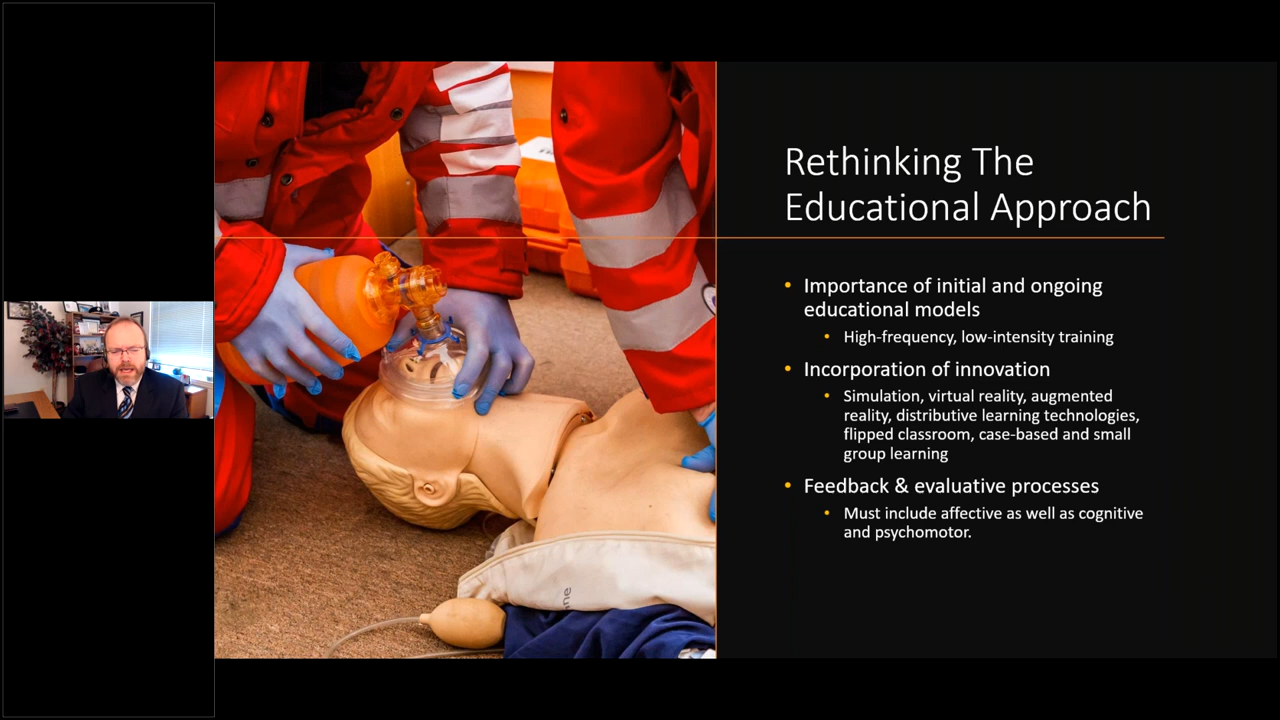 Rethinking The
Educational Approach
• Importance of initial and ongoing
educational models
• High-frequency, low-intensity training
• Incorporation of innovation
• Simulation, virtual reality, augmented
reality, distributive learning technologies,
flipped classroom, case-based and small
group learning
• Feedback & evaluative processes
• Must include affective as well as cognitive
and psychomotor.